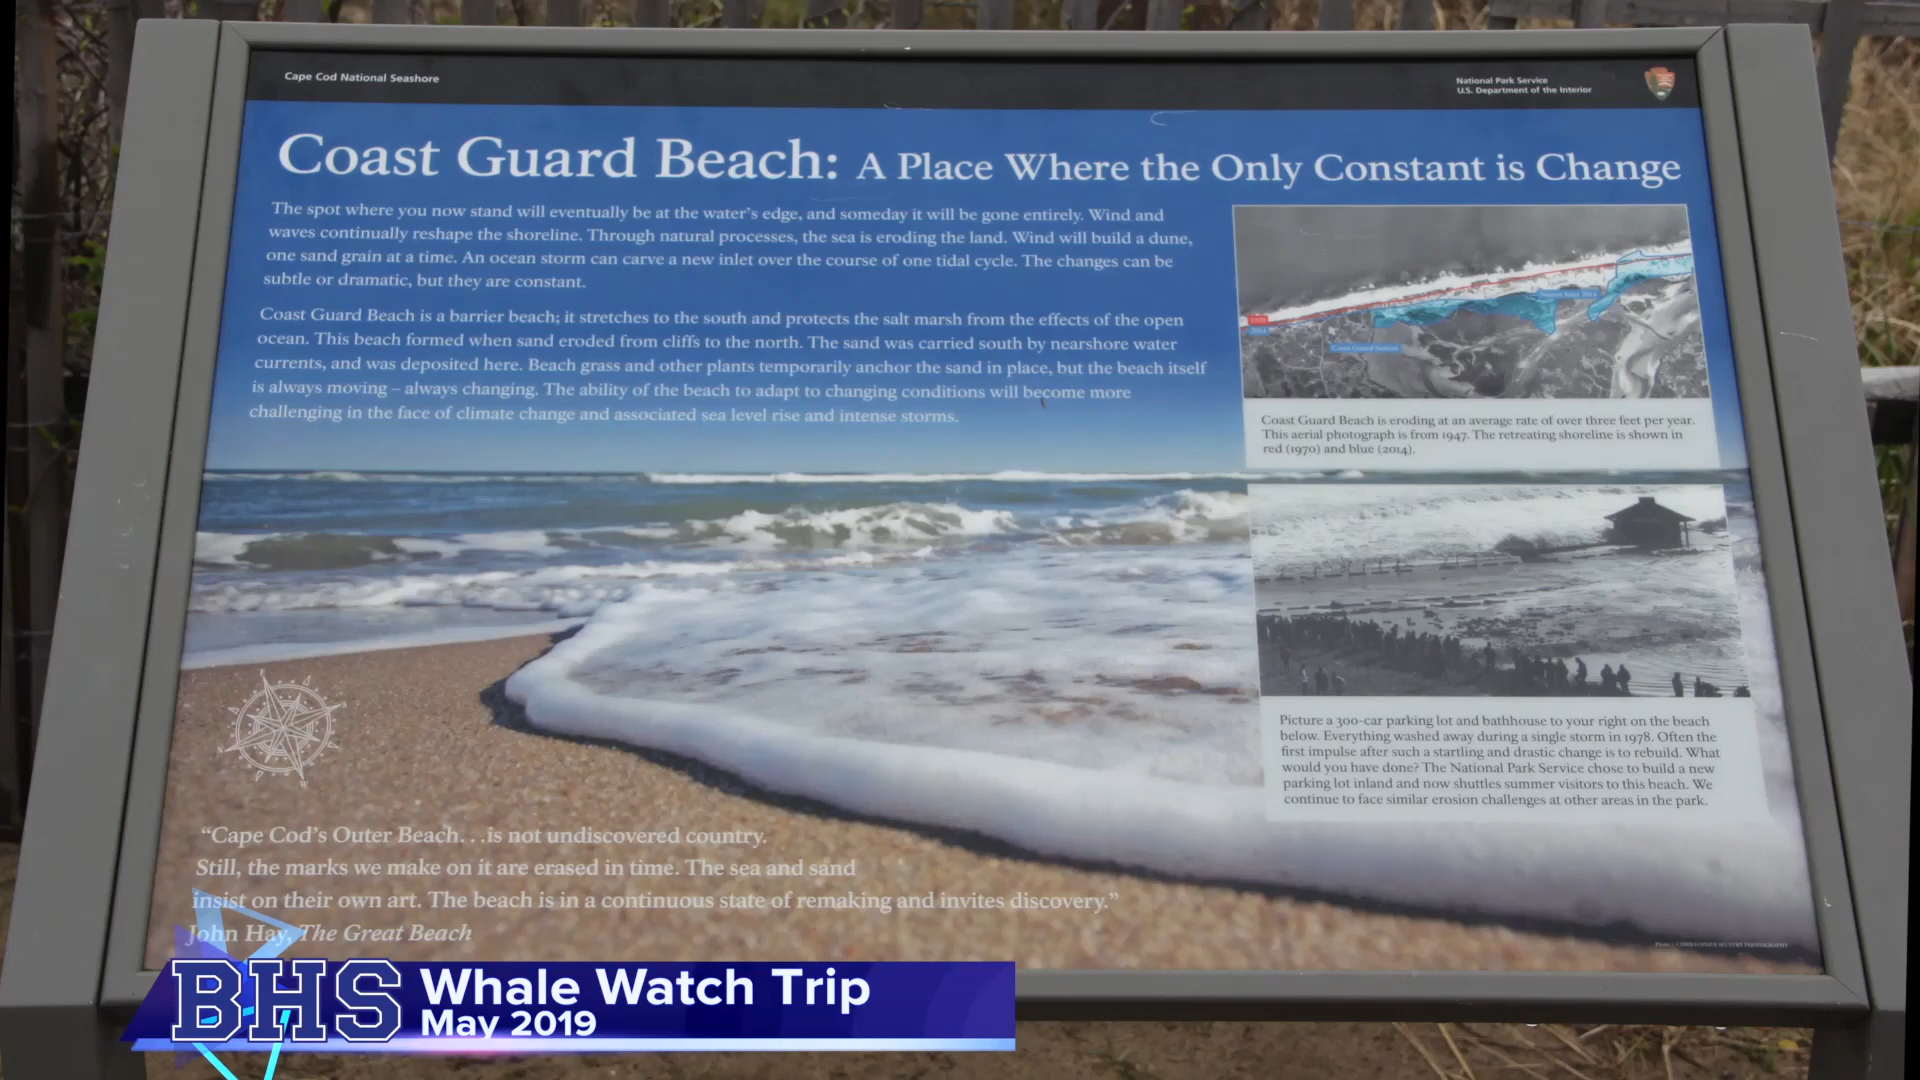 Cape Cod National Seashore
National Park Service
U.S. Department of the Interior
Coast Guard Beach: A Place Where the Only Constant is Change
The spot where you now stand will eventually be at the water's edge, and someday it will be gone entirely. Wind and
waves continually reshape the shoreline. Through natural processes, the sea is eroding the land. Wind will build a dune,
one sand grain at a time. An ocean storm can carve a new inlet over the course of one tidal cycle. The changes can be
subtle or dramatic, but they are constant.
Coast Guard Beach is a barrier beach; it stretches to the south and protects the salt marsh from the effects of the open
ocean. This beach formed when sand eroded from cliffs to the north. The sand was carried south by nearshore water
currents, and was deposited here. Beach grass and other plants temporarily anchor the sand in place, but the beach itself
is always moving – always changing. The ability of the beach to adapt to changing conditions will become more
challenging in the face of climate change and associated sea level rise and intense storms.
1970
2014
Coast Guard Station
Coast Guard Beach is eroding at an average rate of over three feet per year.
This aerial photograph is from 1947. The retreating shoreline is shown in
red (1970) and blue (2014).
Picture a 300-car parking lot and bathhouse to your right on the beach
below. Everything washed away during a single storm in 1978. Often the
first impulse after such a startling and drastic change is to rebuild. What
would you have done? The National Park Service chose to build a new
parking lot inland and now shuttles summer visitors to this beach. We
continue to face similar erosion challenges at other areas in the park.
N
“Cape Cod's Outer Beach. . .is not undiscovered country.
Still, the marks we make on it are erased in time. The sea and sand
insist on their own art. The beach is in a continuous state of remaking and invites discovery.”
John Hay, The Great Beach
BHS
Whale Watch Trip
May 2019